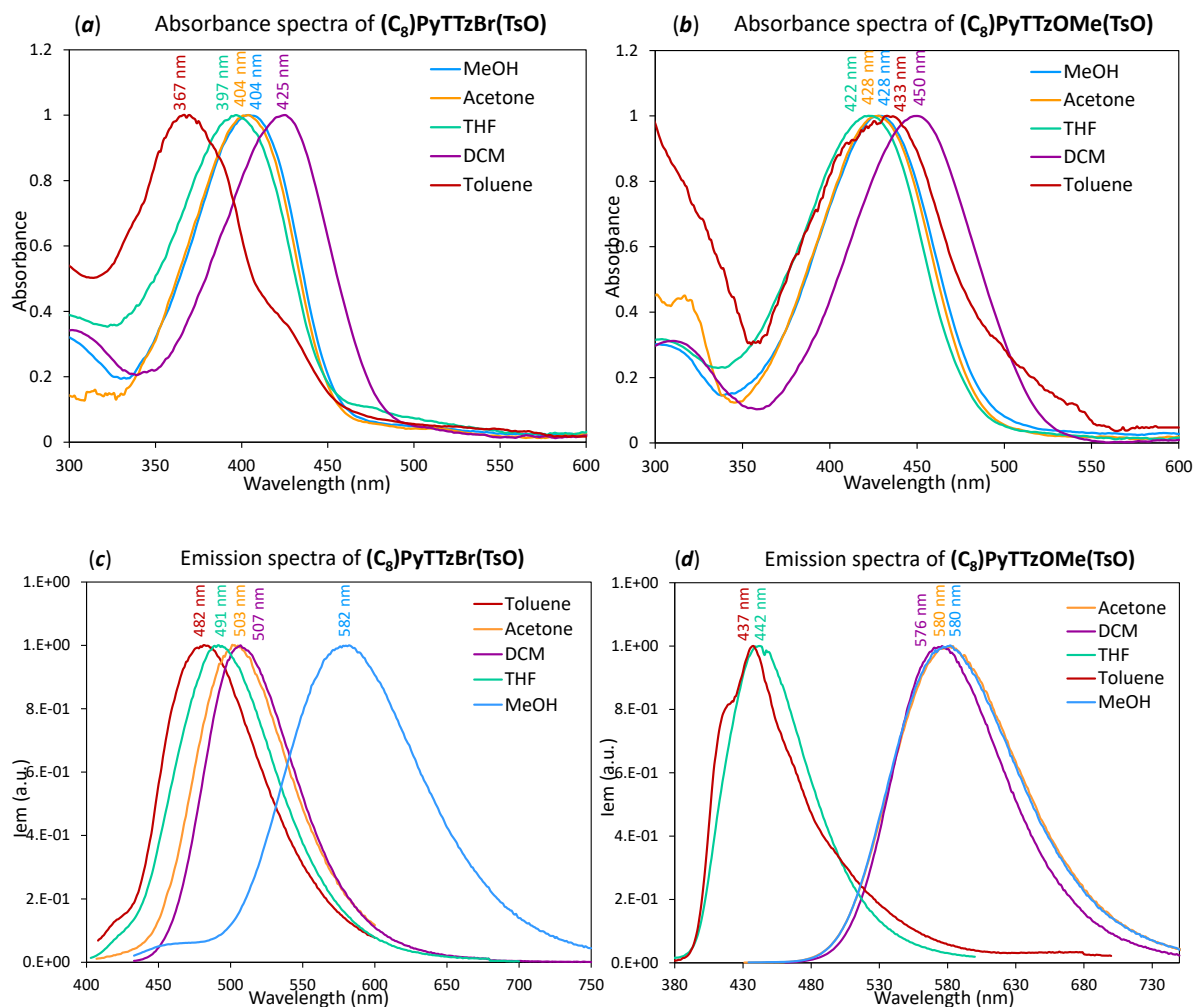 (a) Absorbance spectra of (C₈)PyTTzBr(TsO)
1.2
1
0.8
0.6
0.4
0.2
0
Absorbance
367 nm
397 nm
404 nm
404 nm
425 nm
MeOH
Acetone
THF
DCM
Toluene
300 350 400 450 500 550 600
Wavelength (nm)
(b) Absorbance spectra of (C₈)PyTTzOMe(TsO)
1.2
1
0.8
0.6
0.4
0.2
0
Absorbance
422 nm
428 nm
428 nm
433 nm
450 nm
MeOH
Acetone
THF
DCM
Toluene
300 350 400 450 500 550 600
Wavelength (nm)
(c) Emission spectra of (C₈)PyTTzBr(TsO)
1.E+00
1.E+00
8.E-01
6.E-01
4.E-01
2.E-01
0.E+00
Iem (a.u.)
482 nm
491 nm
503 nm
507 nm
582 nm
Toluene
Acetone
DCM
THF
MeOH
400 450 500 550 600 650 700 750
Wavelength (nm)
(d) Emission spectra of (C₈)PyTTzOMe(TsO)
1.E+00
1.E+00
8.E-01
6.E-01
4.E-01
2.E-01
0.E+00
Iem (a.u.)
437 nm
442 nm
576 nm
580 nm
580 nm
Acetone
DCM
THF
Toluene
MeOH
380 430 480 530 580 630 680 730
Wavelength (nm)